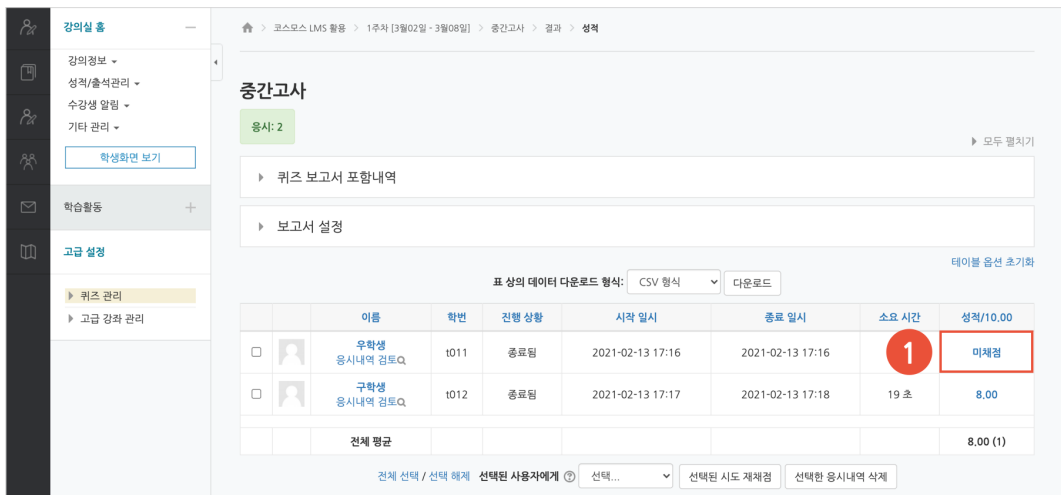 강의실 홈
강의정보
성적/출석관리
수강생 알림
기타 관리
학생화면 보기
학습활동
고급 설정
퀴즈 관리
고급 강좌 관리
코스모스 LMS 활용 > 1주차 [3월02일 - 3월08일] > 중간고사 > 결과 > 성적
중간고사
응시: 2
모두 펼치기
퀴즈 보고서 포함내역
보고서 설정
테이블 옵션 초기화
표 상의 데이터 다운로드 형식: CSV 형식 다운로드
이름 학번 진행 상황 시작 일시 종료 일시 소요 시간 성적/10.00
우학생 응시내역 검토 t011 종료됨 2021-02-13 17:16 2021-02-13 17:16 1 미채점
구학생 응시내역 검토 t012 종료됨 2021-02-13 17:17 2021-02-13 17:18 19 초 8.00
전체 평균 8.00 (1)
전체 선택 / 선택 해제 선택된 사용자에게 선택... 선택된 시도 재채점 선택한 응시내역 삭제